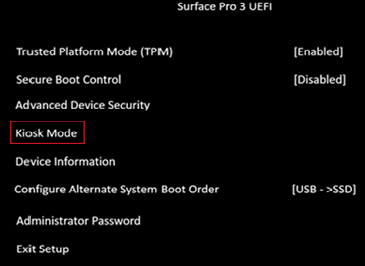 Surface Pro 3 UEFI
Trusted Platform Mode (TPM) [Enabled]
Secure Boot Control [Disabled]
Advanced Device Security
Kiosk Mode
Device Information
Configure Alternate System Boot Order [USB - >SSD]
Administrator Password
Exit Setup